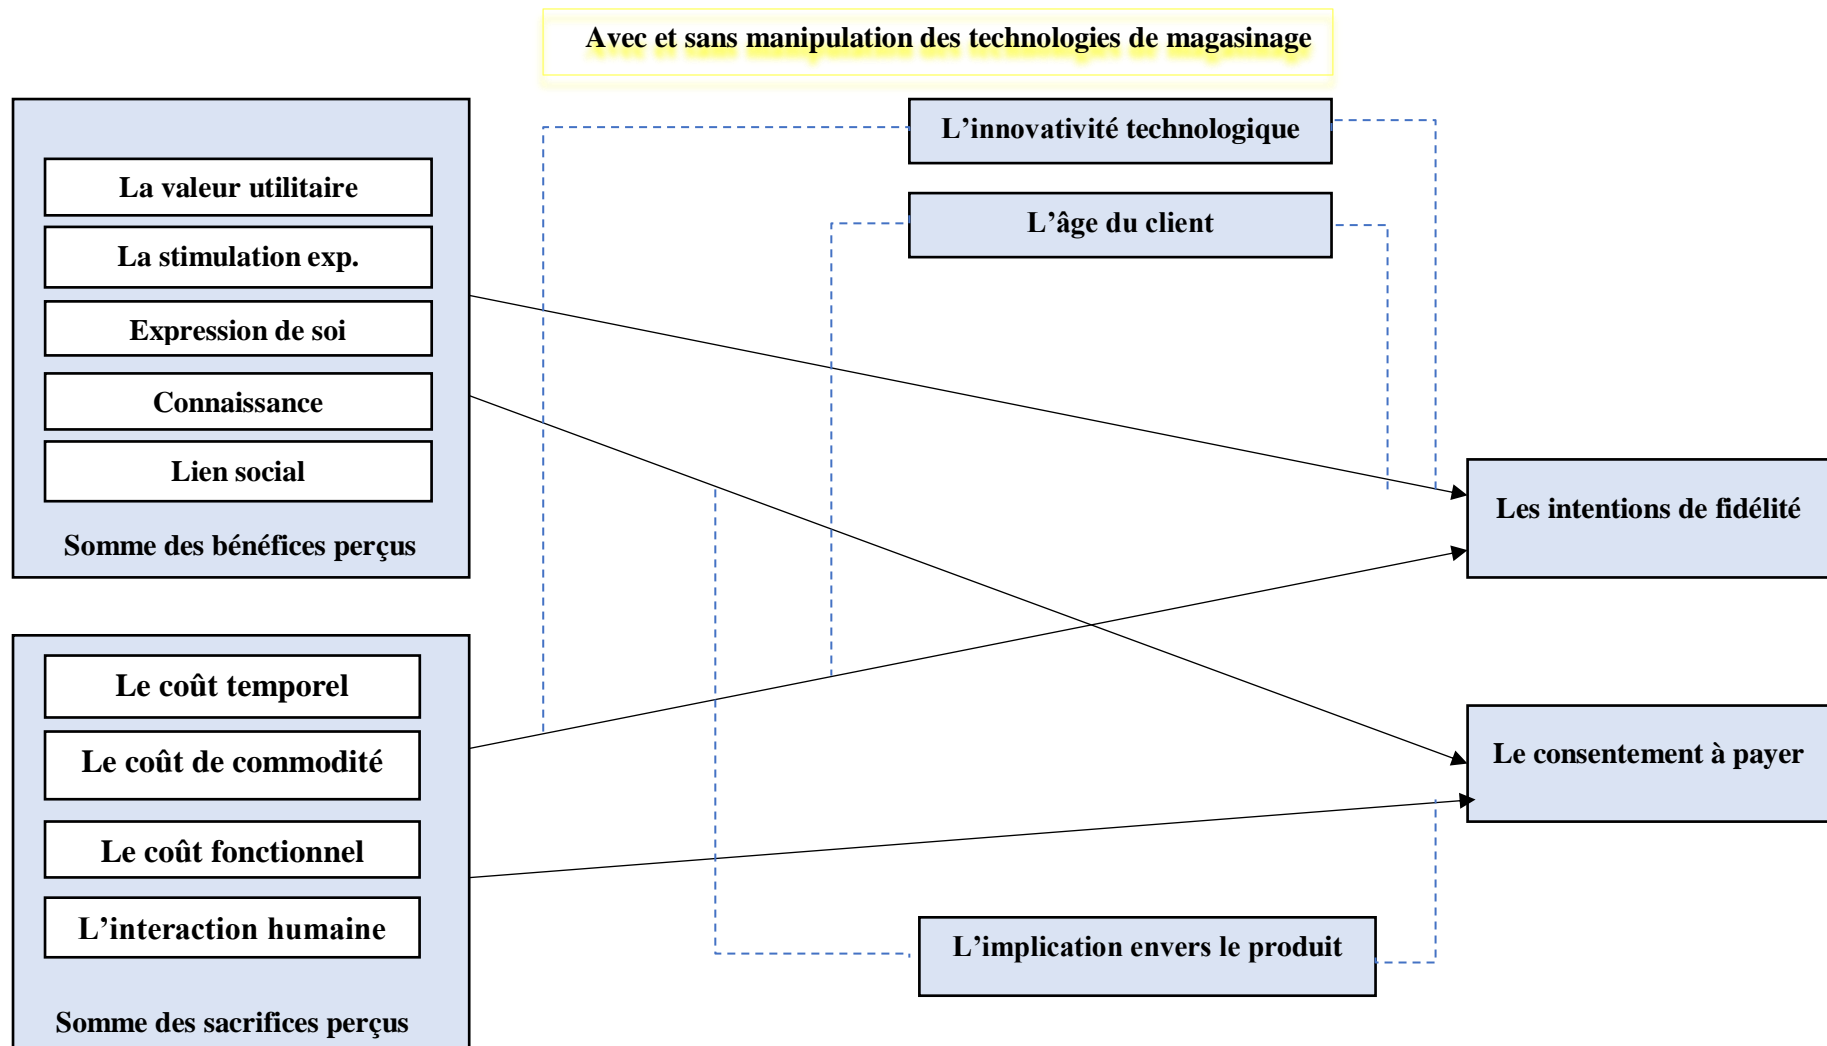 Avec et sans manipulation des technologies de magasinage
L’innovativité technologique
L’âge du client
La valeur utilitaire
La stimulation exp.
Expression de soi
Connaissance
Lien social
Somme des bénéfices perçus
Les intentions de fidélité
Le coût temporel
Le coût de commodité
Le coût fonctionnel
L’interaction humaine
Somme des sacrifices perçus
Le consentement à payer
L’implication envers le produit